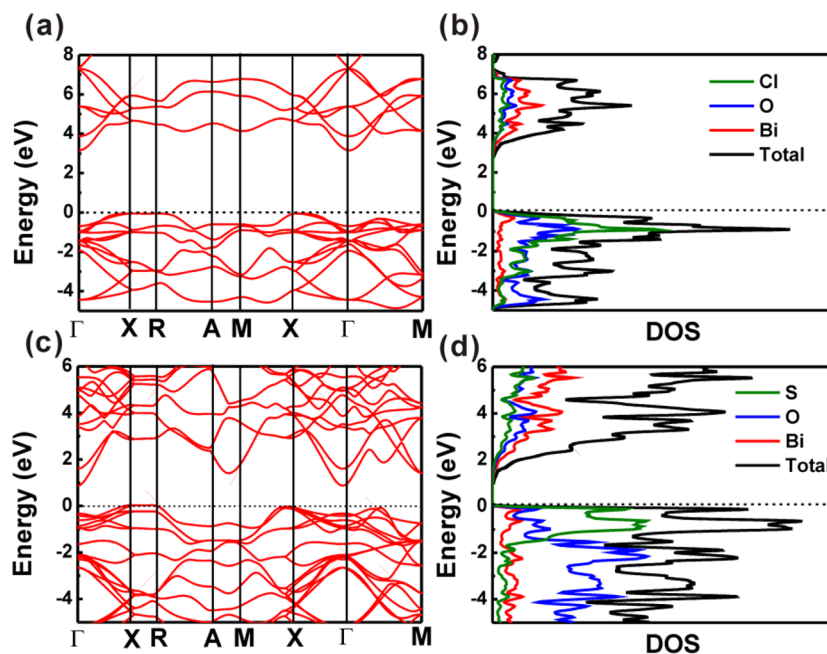 (a)
Energy (eV)
8
6
4
2
0
-2
-4
Γ X R A M X Γ M
(b)
Energy (eV)
8
6
4
2
0
-2
-4
Cl
O
Bi
Total
DOS
(c)
Energy (eV)
6
4
2
0
-2
-4
Γ X R A M X Γ M
(d)
Energy (eV)
6
4
2
0
-2
-4
S
O
Bi
Total
DOS